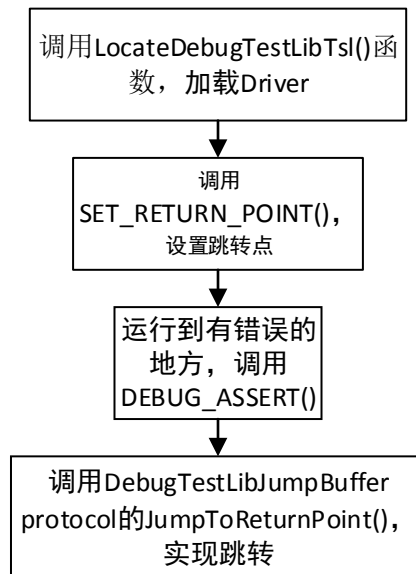 调用LocateDebugTestLibTsl()函
数，加载Driver
调用
SET_RETURN_POINT()，
设置跳转点
运行到有错误的
地方，调用
DEBUG_ASSERT()
调用DebugTestLibJumpBuffer
protocol的JumpToReturnPoint()，
实现跳转